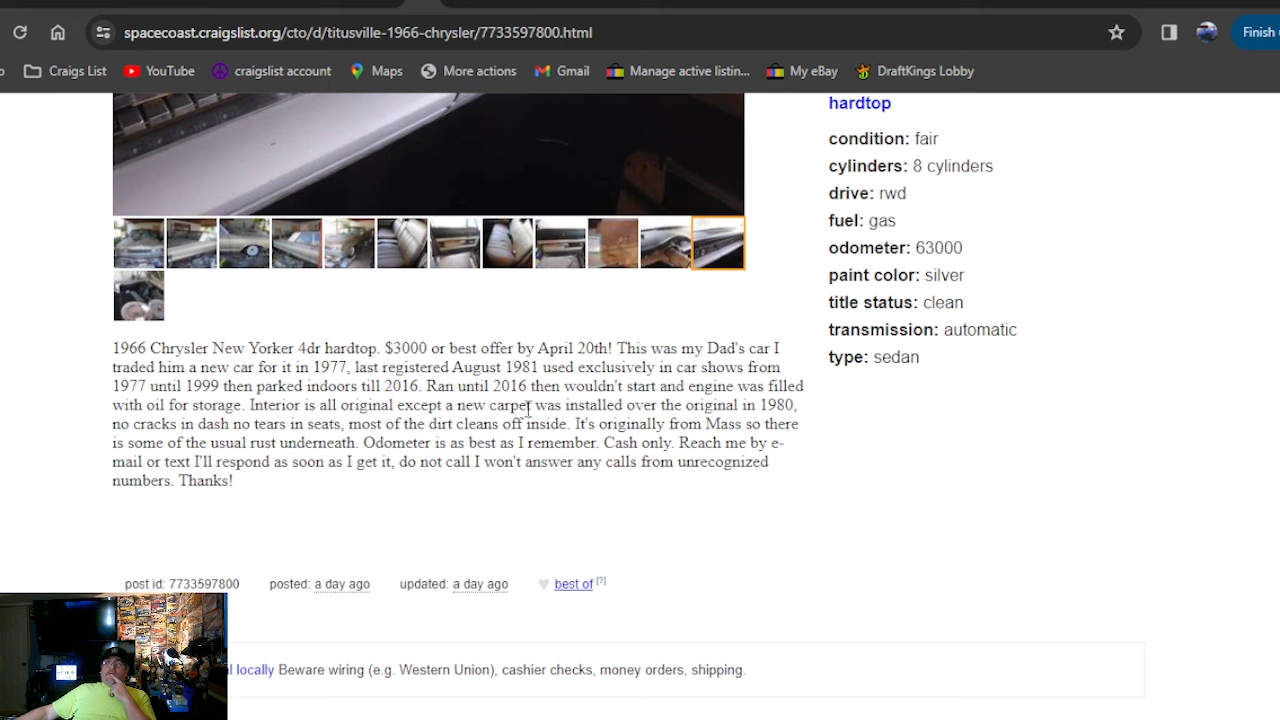 spacecoast.craigslist.org/cto/d/titusville-1966-chrysler/7733597800.html
Finish
Craigs List YouTube craigslist account Maps More actions Gmail Manage active listin... My eBay DraftKings Lobby
hardtop
condition: fair
cylinders: 8 cylinders
drive: rwd
fuel: gas
odometer: 63000
paint color: silver
title status: clean
transmission: automatic
type: sedan
1966 Chrysler New Yorker 4dr hardtop. $3000 or best offer by April 20th! This was my Dad's car I
traded him a new car for it in 1977, last registered August 1981 used exclusively in car shows from
1977 until 1999 then parked indoors till 2016. Ran until 2016 then wouldn't start and engine was filled
with oil for storage. Interior is all original except a new carpet was installed over the original in 1980,
no cracks in dash no tears in seats, most of the dirt cleans off inside. It's originally from Mass so there
is some of the usual rust underneath. Odometer is as best as I remember. Cash only. Reach me by e-
mail or text I'll respond as soon as I get it, do not call I won't answer any calls from unrecognized
numbers. Thanks!
post id: 7733597800 posted: a day ago updated: a day ago best of [?]
locally Beware wiring (e.g. Western Union), cashier checks, money orders, shipping.